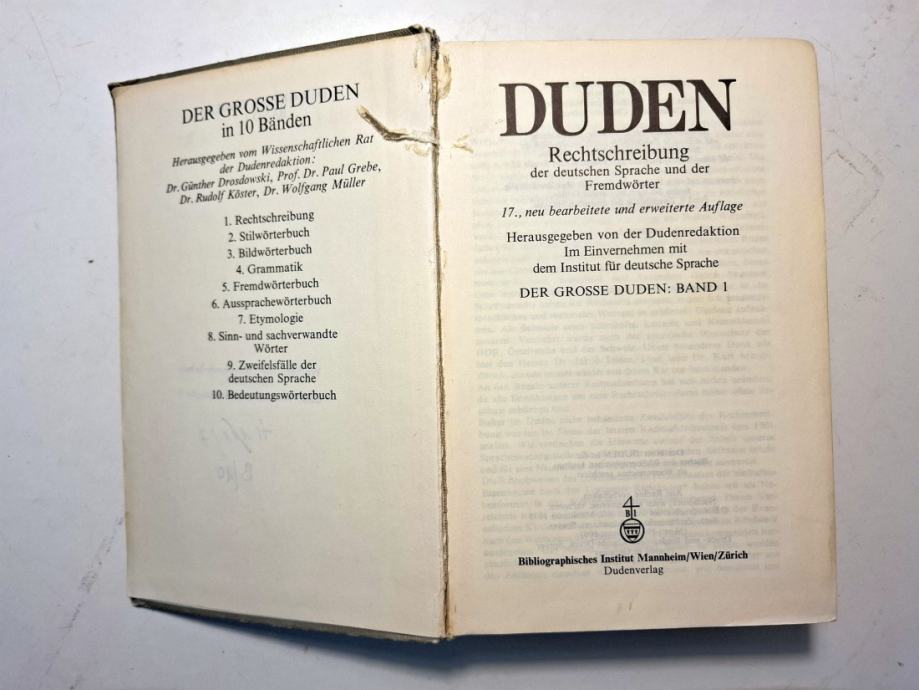 DER GROSSE DUDEN
in 10 Bänden
Herausgegeben vom Wissenschaftlichen Rat
der Dudenredaktion:
Dr. Günther Drosdowski, Prof. Dr. Paul Grebe,
Dr. Rudolf Köster, Dr. Wolfgang Müller
1. Rechtschreibung
2. Stilwörterbuch
3. Bildwörterbuch
4. Grammatik
5. Fremdwörterbuch
6. Aussprachewörterbuch
7. Etymologie
8. Sinn- und sachverwandte
Wörter
9. Zweifelsfälle der
deutschen Sprache
10. Bedeutungswörterbuch
DUDEN
Rechtschreibung
der deutschen Sprache und der
Fremdwörter
17., neu bearbeitete und erweiterte Auflage
Herausgegeben von der Dudenredaktion
Im Einvernehmen mit
dem Institut für deutsche Sprache
DER GROSSE DUDEN: BAND 1
B I
Bibliographisches Institut Mannheim/Wien/Zürich
Dudenverlag